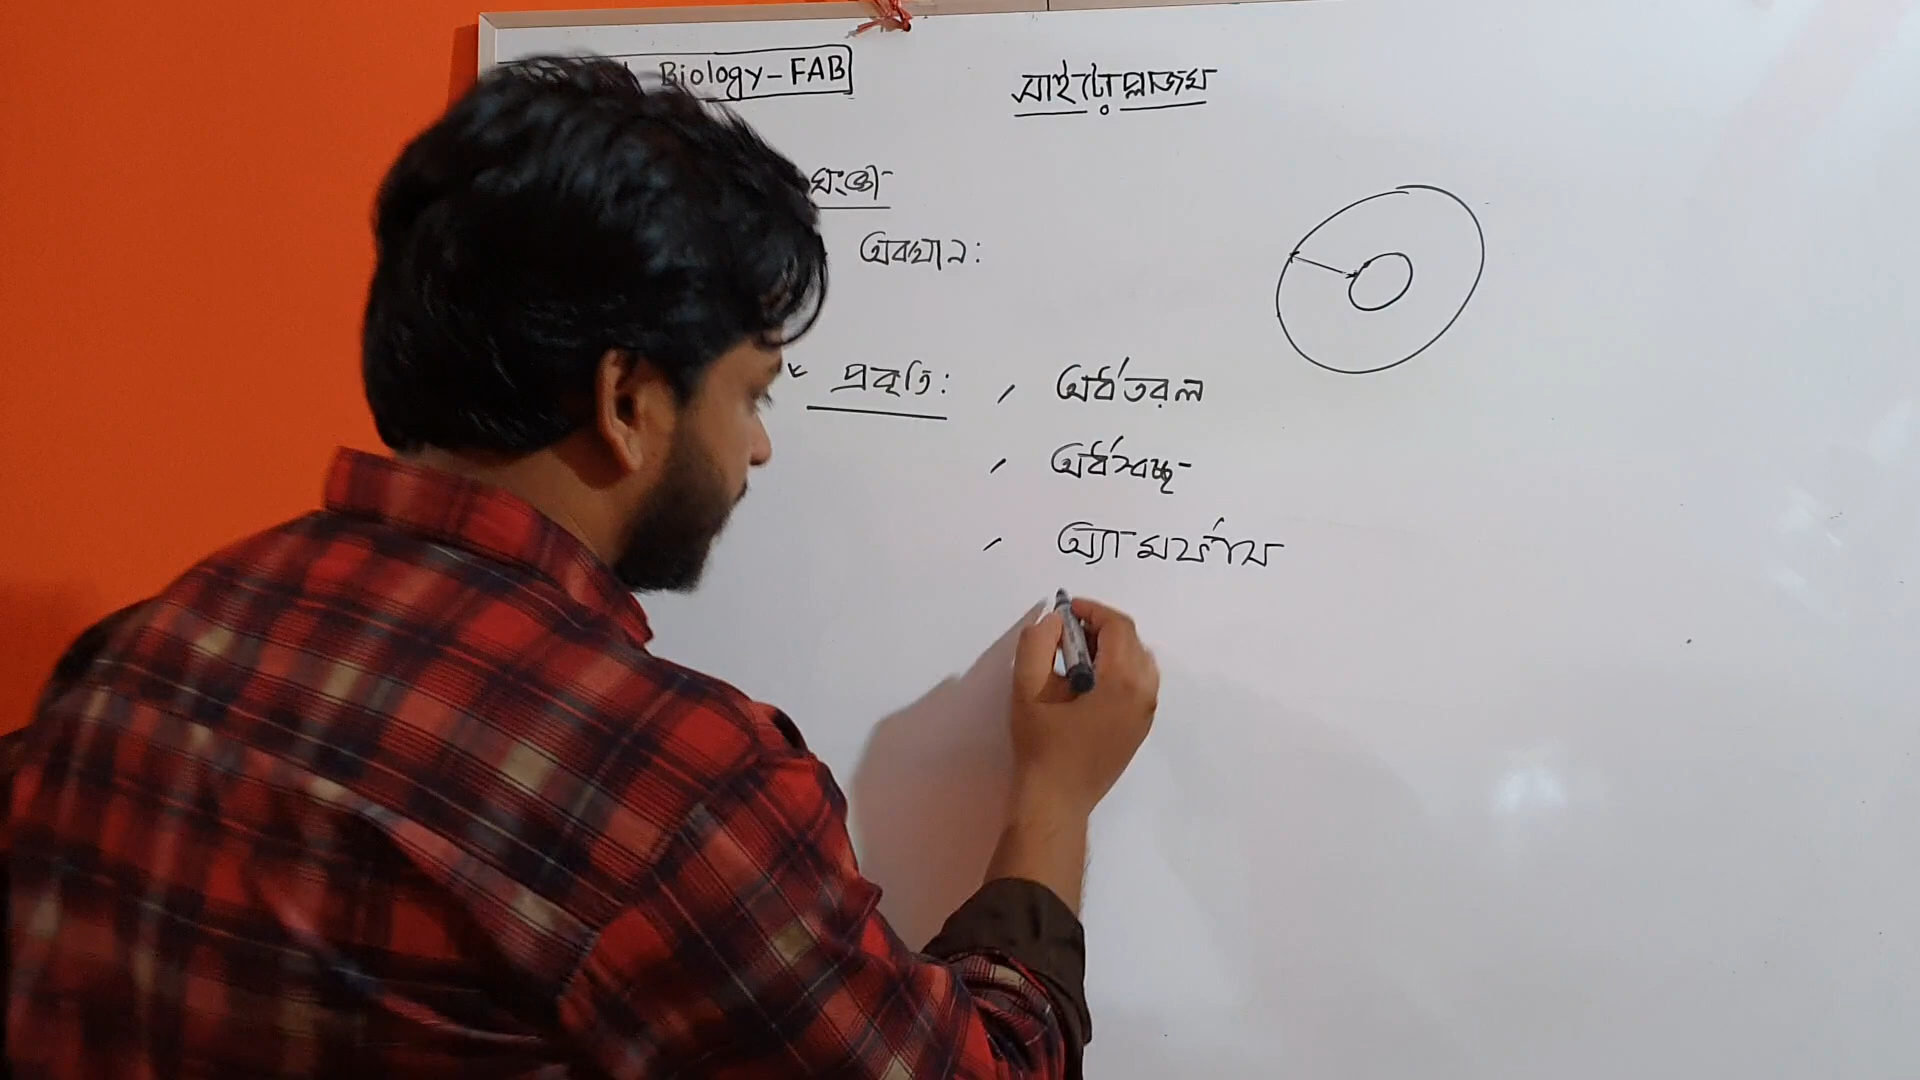 Biology-FAB
সাইটোপ্লাজম
সংজ্ঞা
অবস্থান:
প্রকৃতি: , অর্ধতরল
, অর্ধস্বচ্ছ
, অ্যামর্ফাস